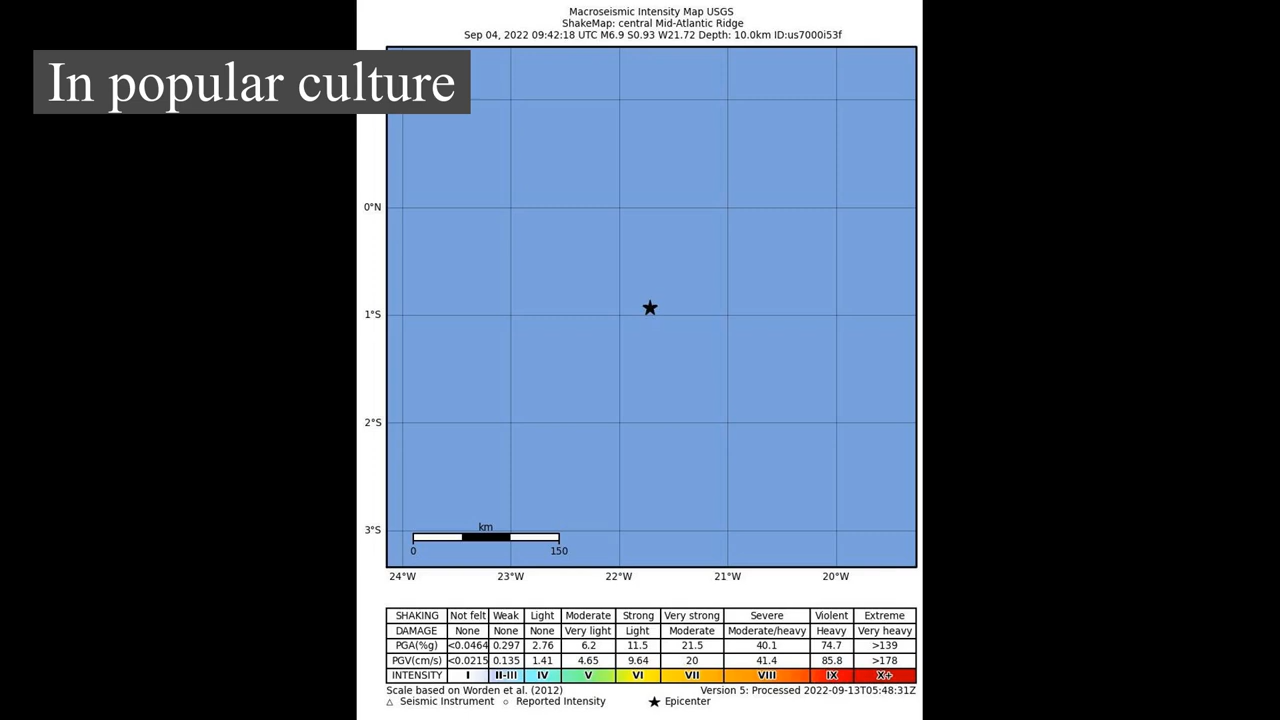 Macroseismic Intensity Map USGS
ShakeMap: central Mid-Atlantic Ridge
Sep 04, 2022 09:42:18 UTC M6.9 S0.93 W21.72 Depth: 10.0km ID:us7000i53f
In popular culture
0°N
1°S
2°S
3°S
km
0 150
24°W 23°W 22°W 21°W 20°W
SHAKING Not felt Weak Light Moderate Strong Very strong Severe Violent Extreme
DAMAGE None None None Very light Light Moderate Moderate/heavy Heavy Very heavy
PGA(%g) <0.0464 0.297 2.76 6.2 11.5 21.5 40.1 74.7 >139
PGV(cm/s) <0.0215 0.135 1.41 4.65 9.64 20 41.4 85.8 >178
INTENSITY I II-III IV V VI VII VIII IX X+
Scale based on Worden et al. (2012) Version 5: Processed 2022-09-13T05:48:31Z
△ Seismic Instrument ○ Reported Intensity ★ Epicenter